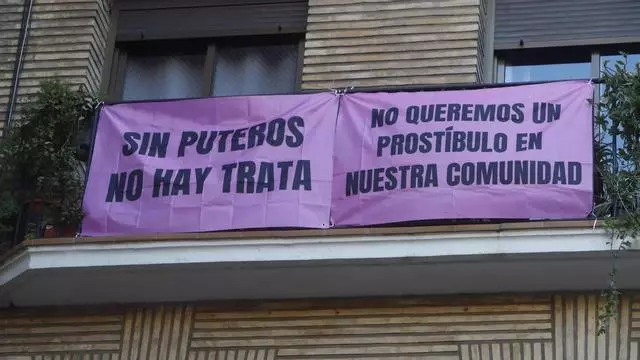 SIN PUTEROS
NO HAY TRATA
NO QUEREMOS UN
PROSTÍBULO EN
NUESTRA COMUNIDAD